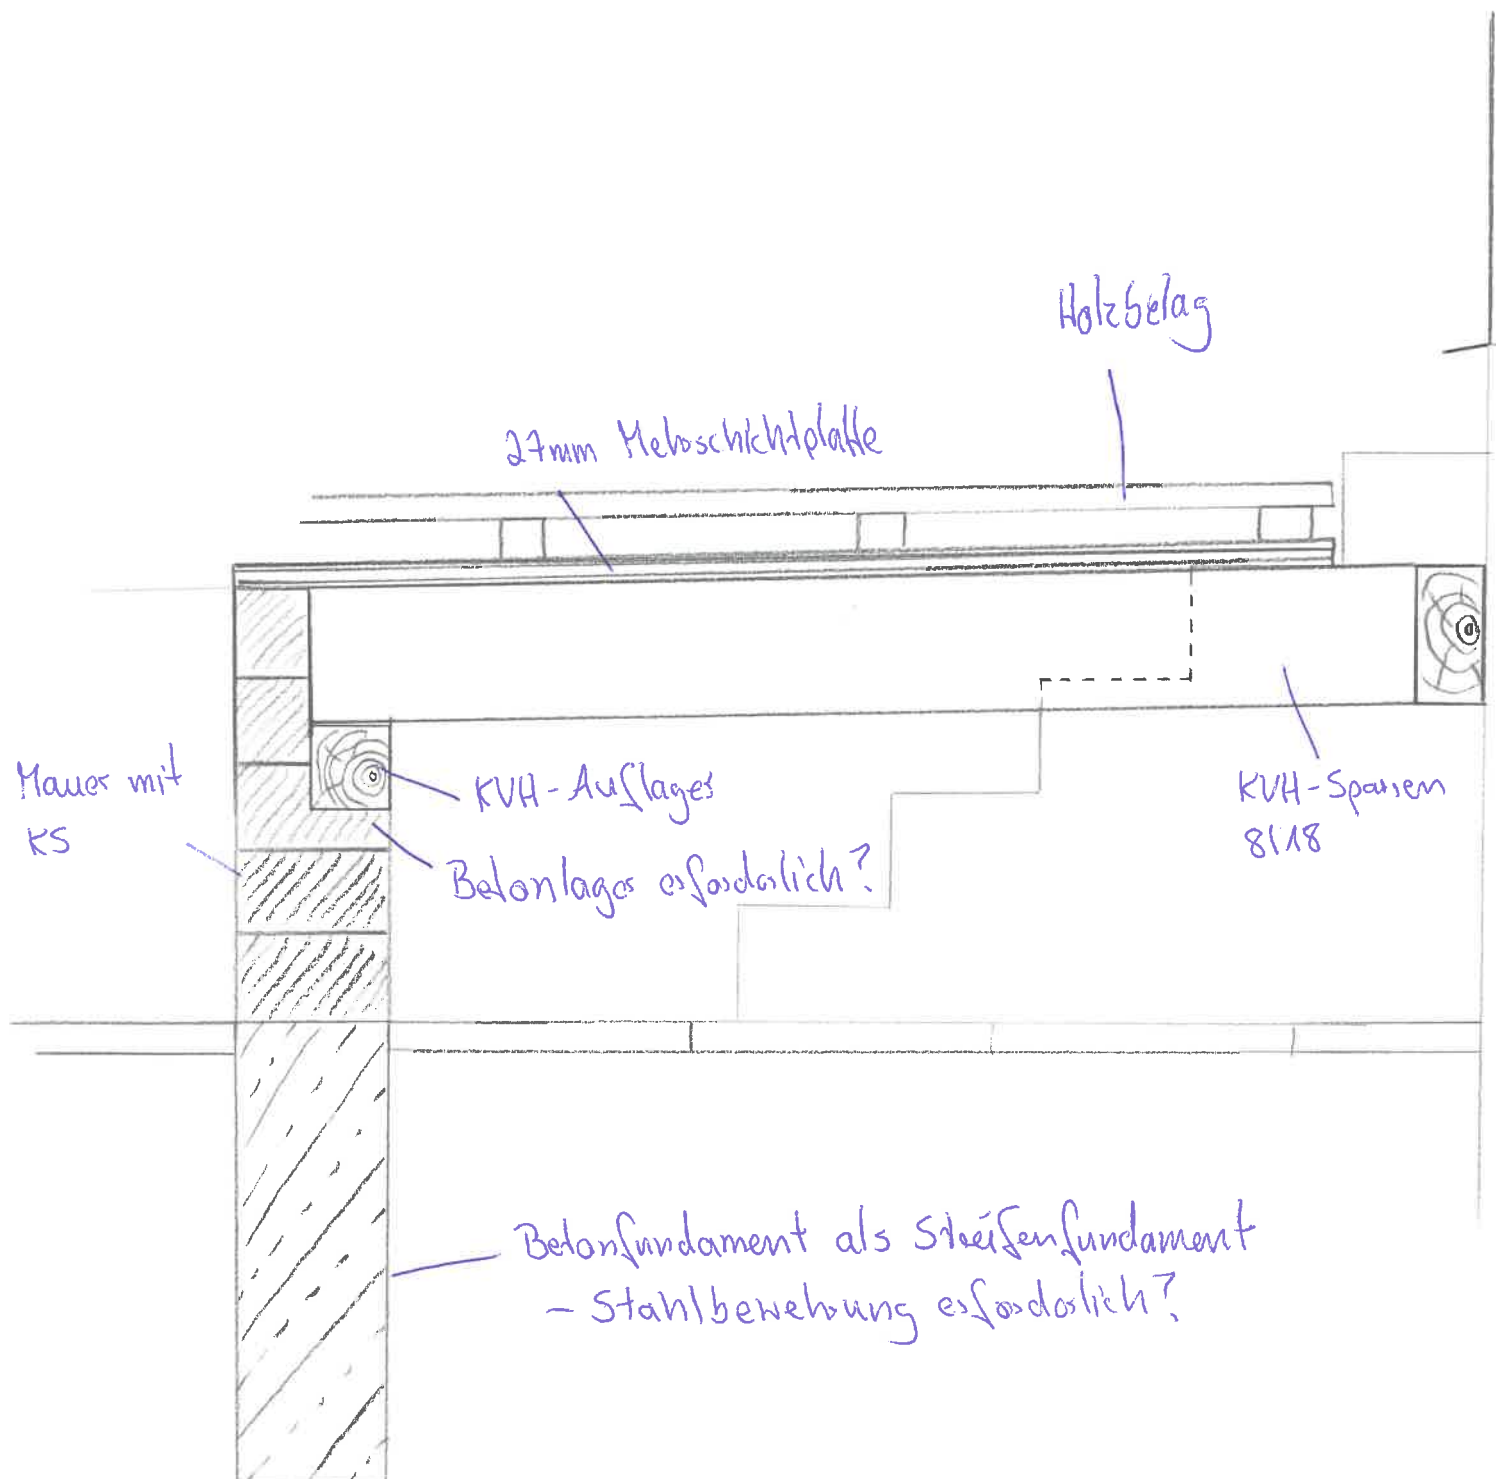 Holzbelag
27mm Mehrschichtplatte
Mauer mit
KS
KVH-Auflager
Betonlager erforderlich?
KVH-Sparren
8/18
Betonfundament als Streifenfundament
- Stahlbewehrung erforderlich?